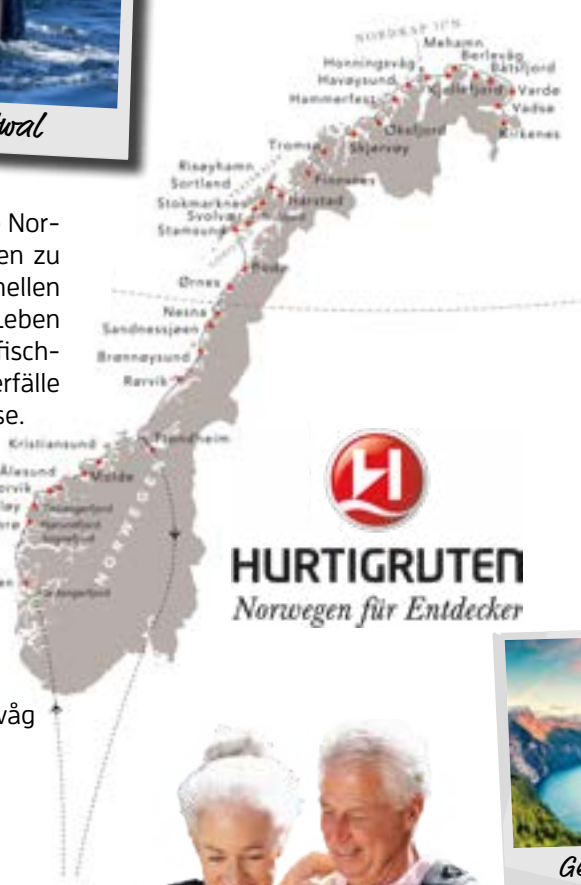 wal
Nor-
en zu
nellen
Leben
fisch-
erfälle
se.
våg
NORDKAP
Mehamn
Berlevåg
Honningsvåg
Båtsfjord
Havøysund
Kjøllefjord
Vardø
Hammerfest
Vadsø
Øksfjord
Kirkenes
Tromsø
Skjervøy
Risøyhamn
Finnsnes
Sortland
Harstad
Stokmarknes
Svolvær
Stamsund
Bodø
Ørnes
Nesna
Sandnessjøen
Brønnøysund
Rørvik
Kristiansund
Trondheim
Ålesund
Molde
NORWEGEN
H
HURTIGRUTEN
Norwegen für Entdecker
Ge